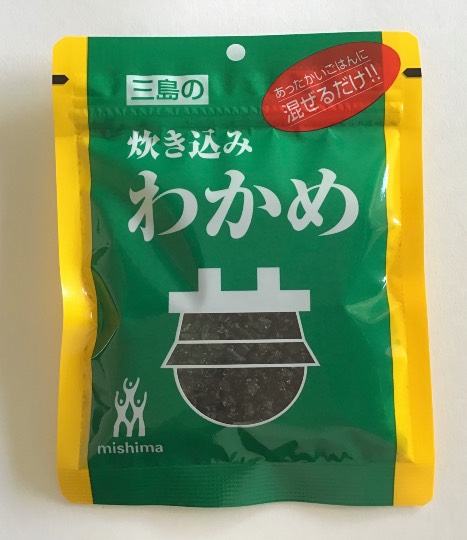 三島の
あったかいごはんに
混ぜるだけ!!
炊き込み
わかめ
mishima